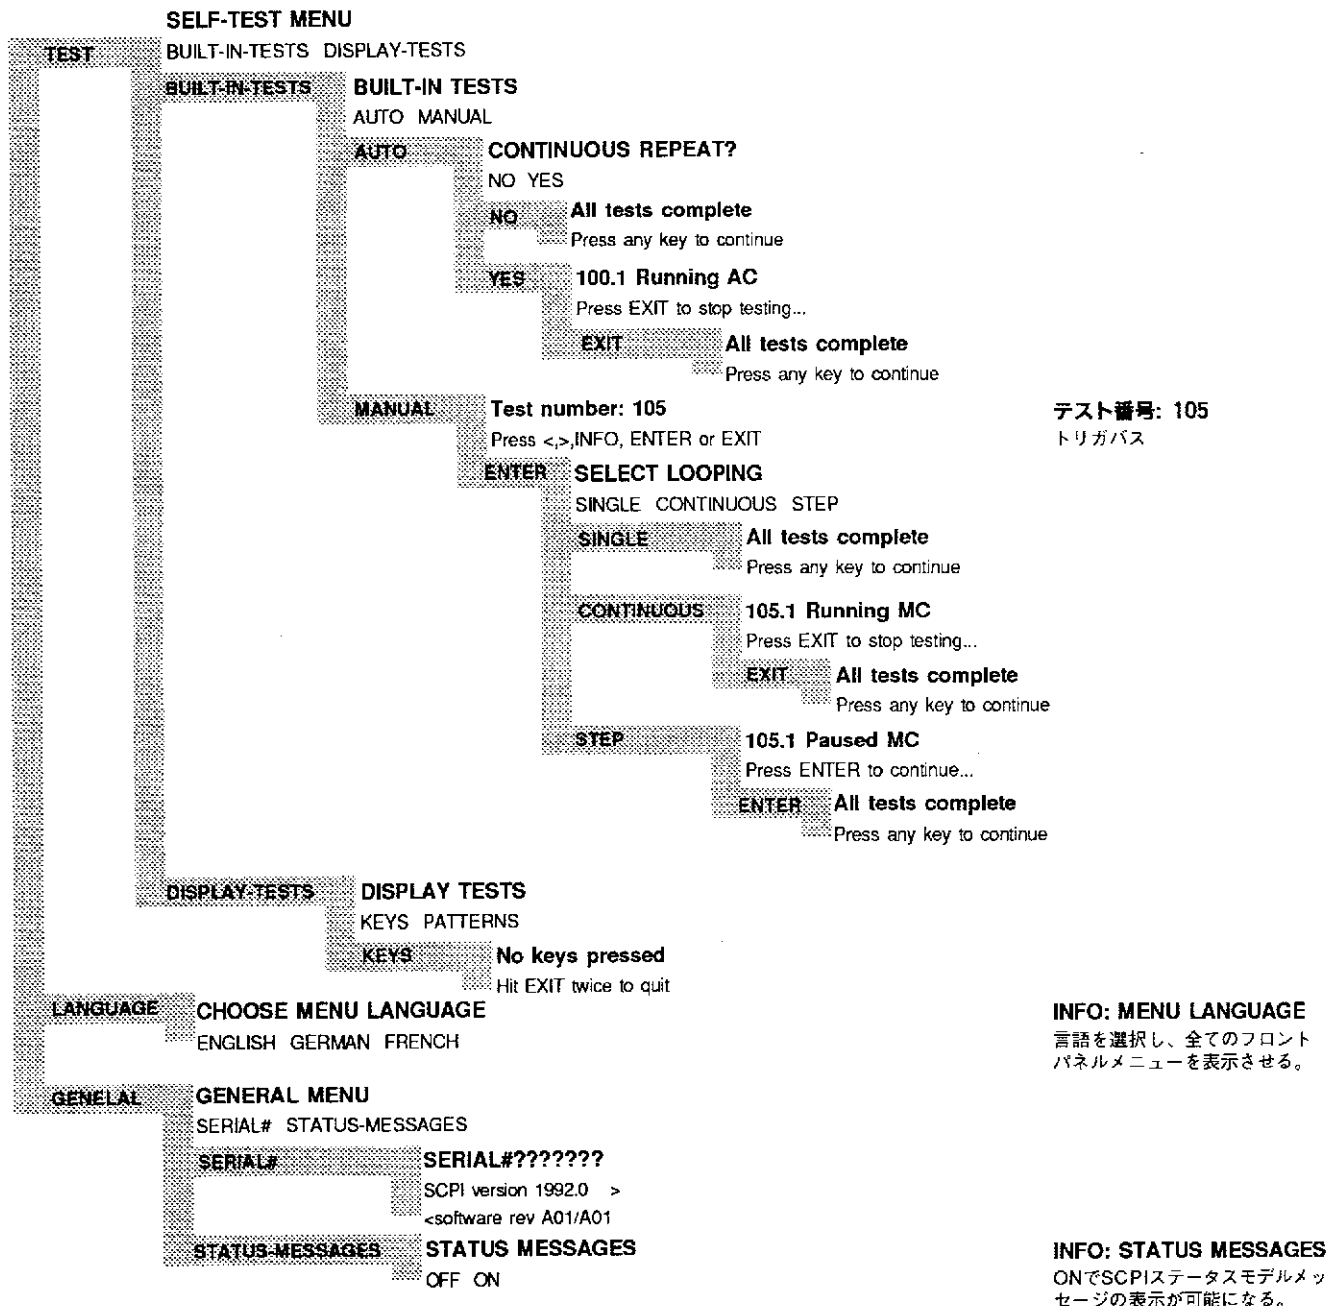 SELF-TEST MENU
TEST BUILT-IN-TESTS DISPLAY-TESTS
BUILT-IN-TESTS BUILT-IN TESTS
AUTO MANUAL
AUTO CONTINUOUS REPEAT?
NO YES
NO All tests complete
Press any key to continue
YES 100.1 Running AC
Press EXIT to stop testing...
EXIT All tests complete
Press any key to continue
MANUAL Test number: 105 テスト番号: 105
Press <,>,INFO, ENTER or EXIT トリガバス
ENTER SELECT LOOPING
SINGLE CONTINUOUS STEP
SINGLE All tests complete
Press any key to continue
CONTINUOUS 105.1 Running MC
Press EXIT to stop testing...
EXIT All tests complete
Press any key to continue
STEP 105.1 Paused MC
Press ENTER to continue...
ENTER All tests complete
Press any key to continue
DISPLAY-TESTS DISPLAY TESTS
KEYS PATTERNS
KEYS No keys pressed
Hit EXIT twice to quit
LANGUAGE CHOOSE MENU LANGUAGE INFO: MENU LANGUAGE
ENGLISH GERMAN FRENCH 言語を選択し、全てのフロント
パネルメニューを表示させる。
GENELAL GENERAL MENU
SERIAL# STATUS-MESSAGES
SERIAL# SERIAL#???????
SCPI version 1992.0 >
<software rev A01/A01
STATUS-MESSAGES STATUS MESSAGES INFO: STATUS MESSAGES
OFF ON ONでSCPIステータスモデルメッ
セージの表示が可能になる。